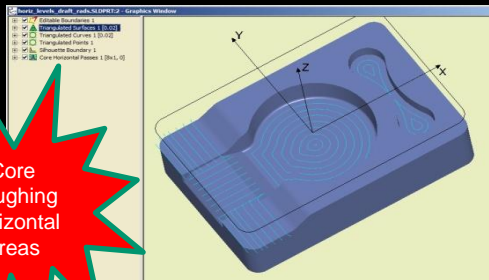 horiz_levels_draft_rads.SLDPR7:2 - Graphics Window
Editable Boundaries 1
Triangulated Surfaces 1 [0.02]
Triangulated Curves 1 [0.02]
Triangulated Points 1
Silhouette Boundary 1
Core Horizontal Passes 1 [8x1, 0]
Y
Z
X
Core
ughing
izontal
reas